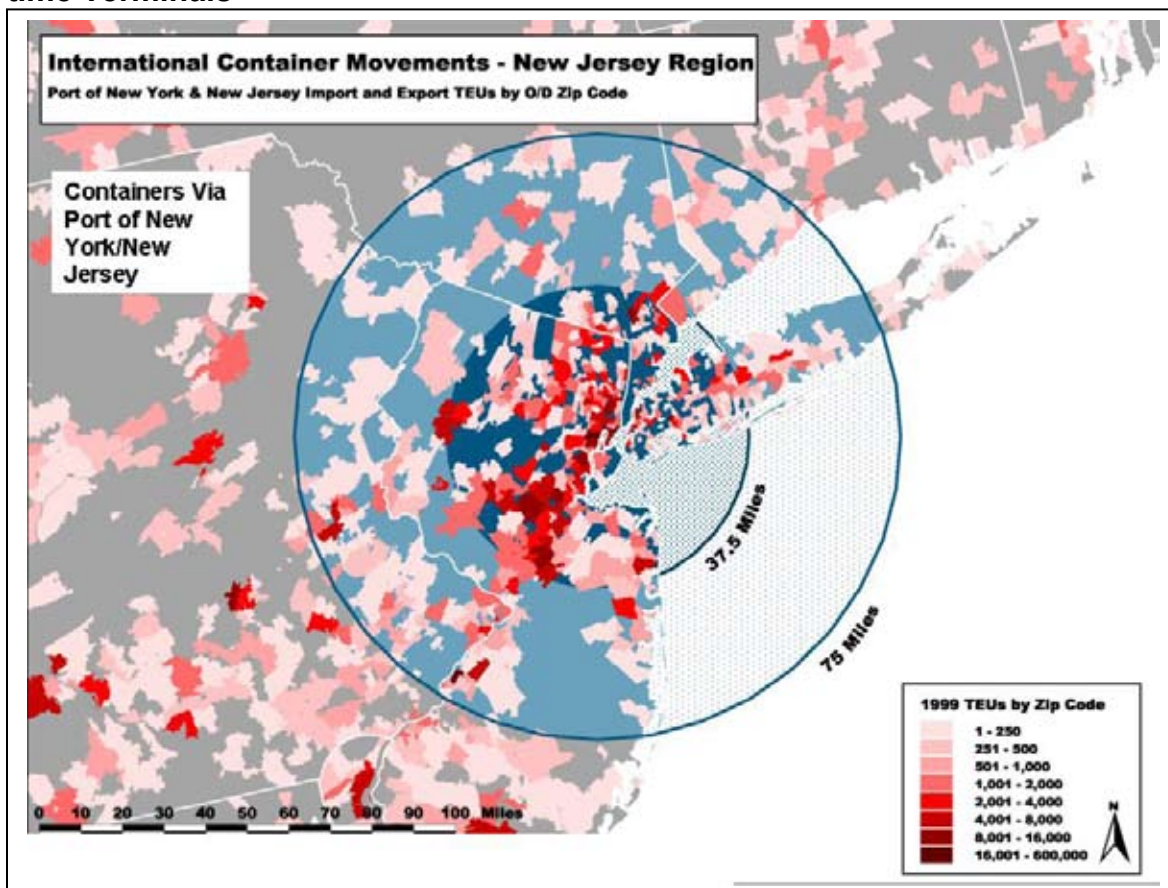 International Container Movements - New Jersey Region
Port of New York & New Jersey Import and Export TEUs by O/D Zip Code
Containers Via
Port of New
York/New
Jersey
37.5 Miles
75 Miles
1999 TEUs by Zip Code
1 - 250
251 - 500
501 - 1,000
1,001 - 2,000
2,001 - 4,000
4,001 - 8,000
8,001 - 16,000
16,001 - 600,000
N
0 10 20 30 40 50 60 70 80 90 100 Miles